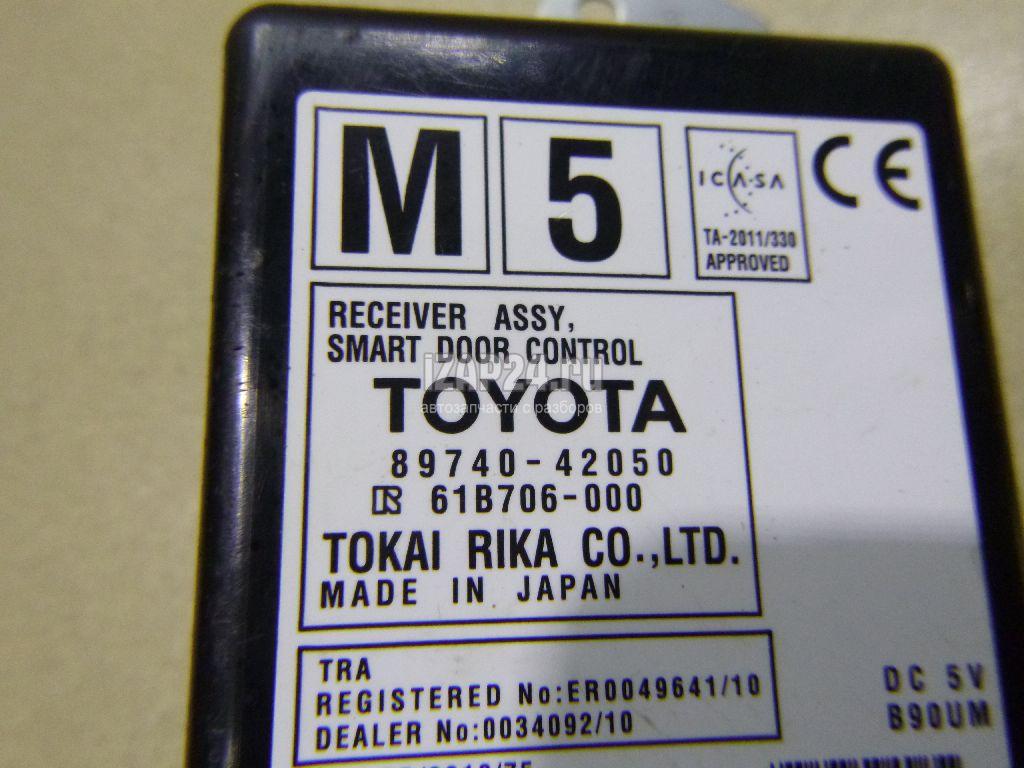 M 5
ICASA
TA-2011/330
APPROVED
CE
RECEIVER ASSY,
SMART DOOR CONTROL
iZAP24.ru
TOYOTA
автозапчасти с разборов
89740-42050
61B706-000
TOKAI RIKA CO.,LTD.
MADE IN JAPAN
TRA
REGISTERED No:ER0049641/10
DEALER No:0034092/10
DC 5V
B90UM